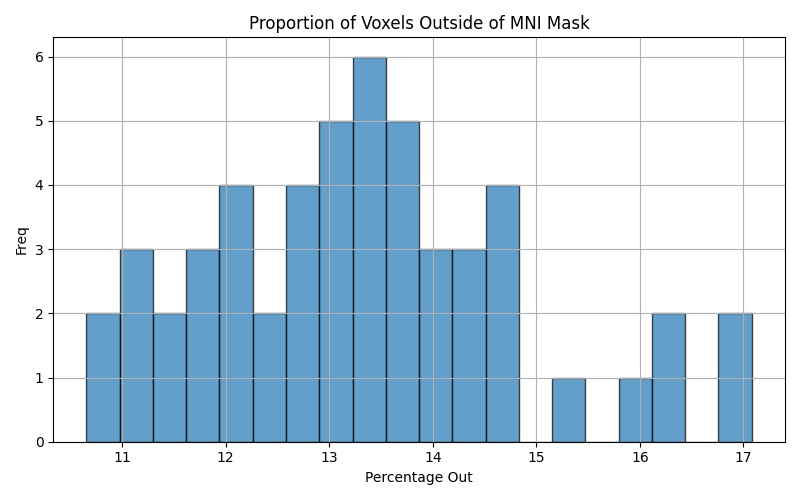 Proportion of Voxels Outside of MNI Mask
6
5
4
3
2
1
0
Freq
11 12 13 14 15 16 17
Percentage Out